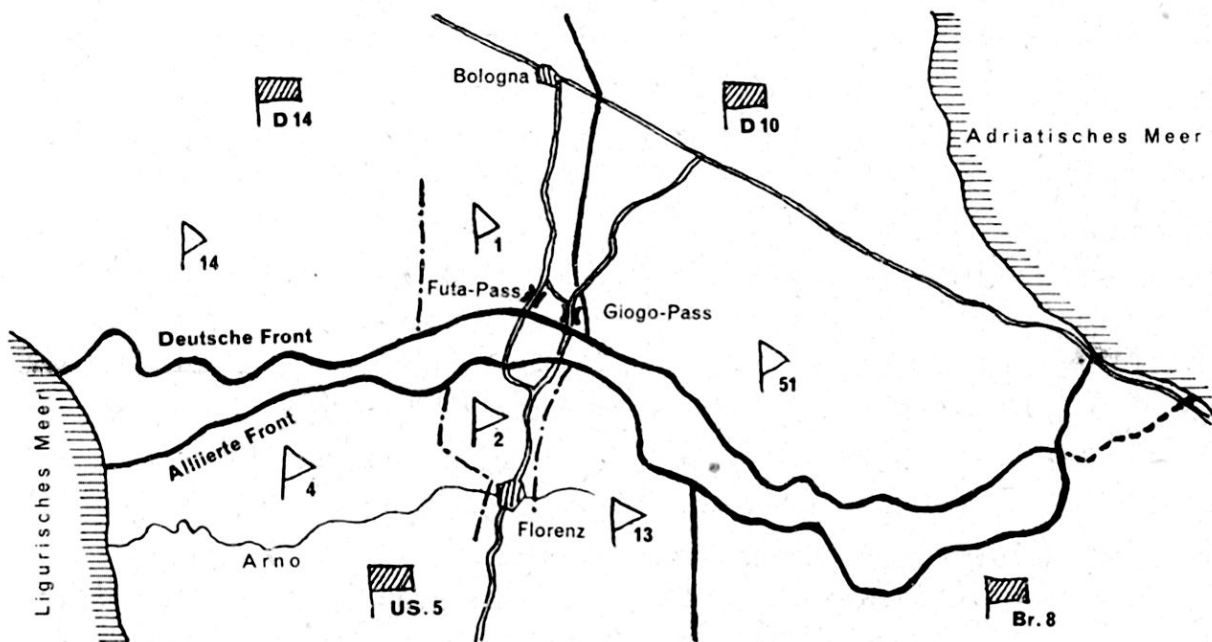 Bologna
D 14
D 10
Adriatisches Meer
14
1
Futa-Pass
Giogo-Pass
Deutsche Front
51
Alliierte Front
2
4
Ligurisches Meer
Florenz
13
Arno
US. 5
Br. 8